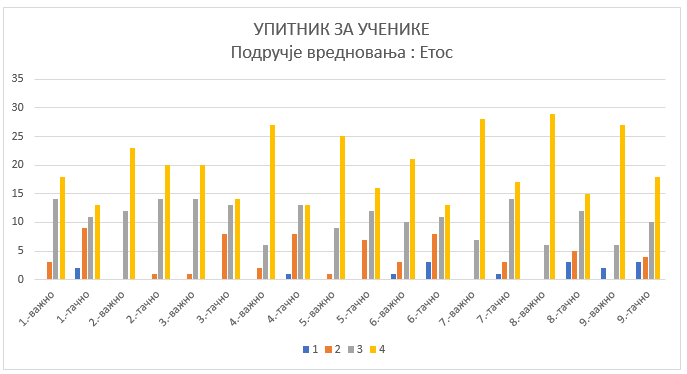 УПИТНИК ЗА УЧЕНИКЕ
Подручје вредновања : Етос
35
30
25
20
15
10
5
0
1.-важно
1.-тачно
2.-важно
2.-тачно
3.-важно
3.-тачно
4.-важно
4.-тачно
5.-важно
5.-тачно
6.-важно
6.-тачно
7.-важно
7.-тачно
8.-важно
8.-тачно
9.-важно
9.-тачно
1 2 3 4